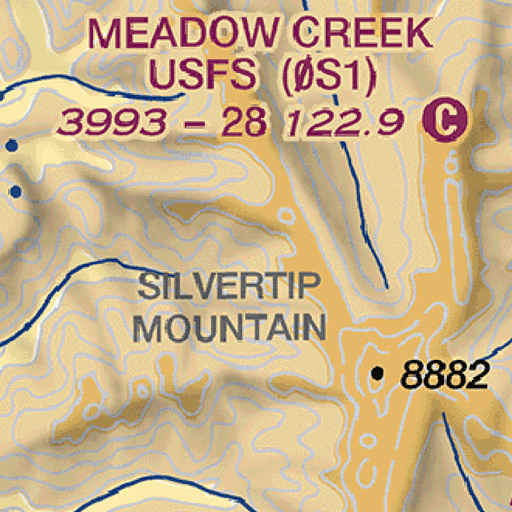 MEADOW CREEK
USFS (ØS1)
3993 - 28 122.9 C
SILVERTIP
MOUNTAIN
8882